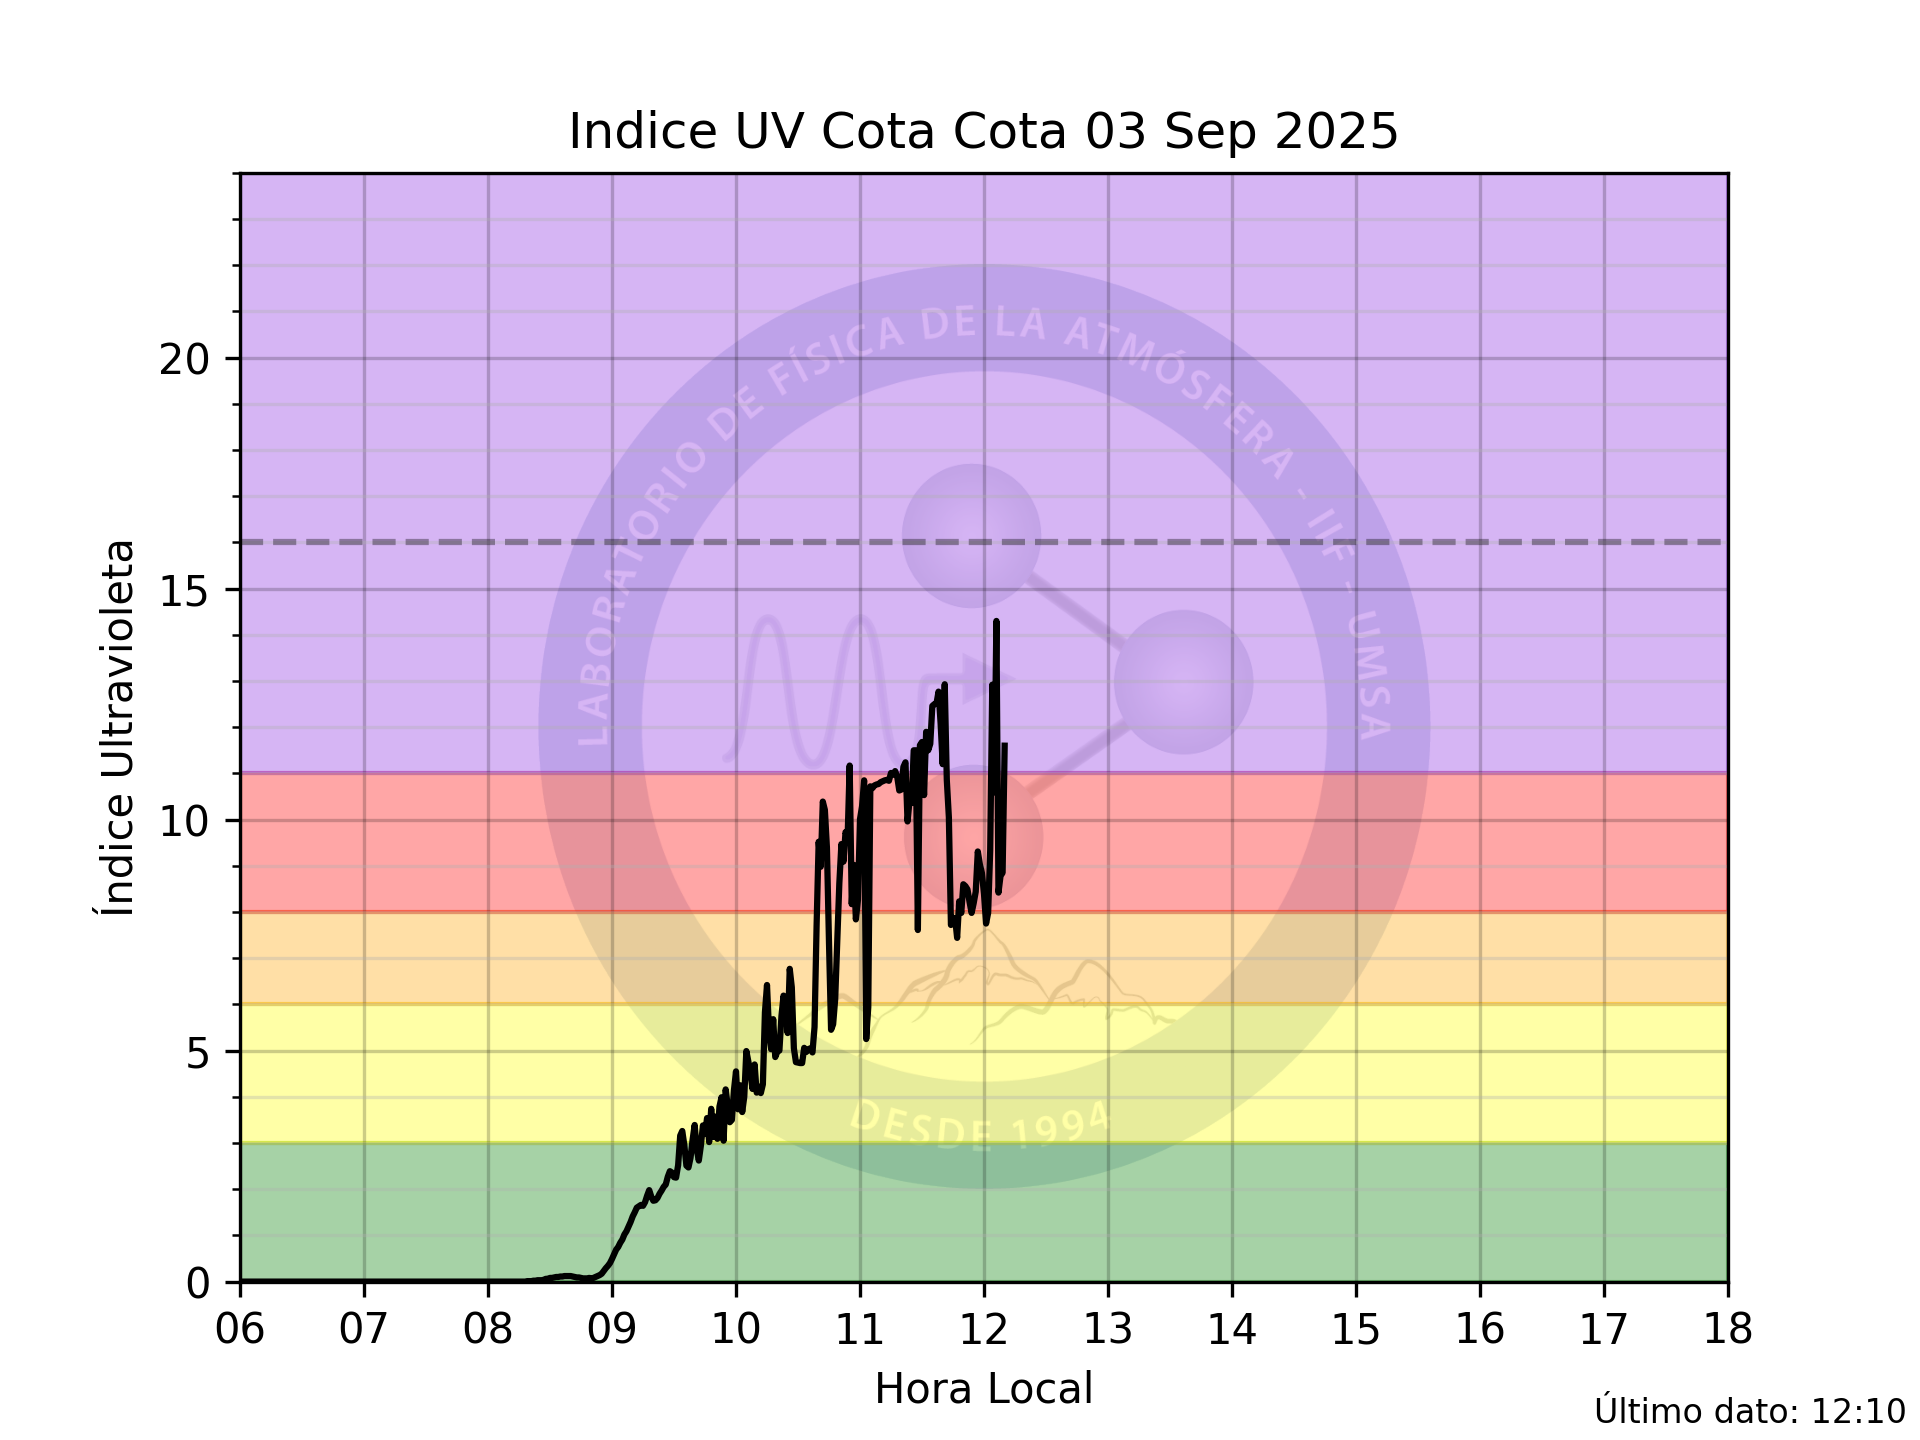 Indice UV Cota Cota 03 Sep 2025
20
15
10
5
0
Índice Ultravioleta
LABORATORIO DE FÍSICA DE LA ATMÓSFERA - IIF - UMSA
DESDE 1994
06 07 08 09 10 11 12 13 14 15 16 17 18
Hora Local
Último dato: 12:10